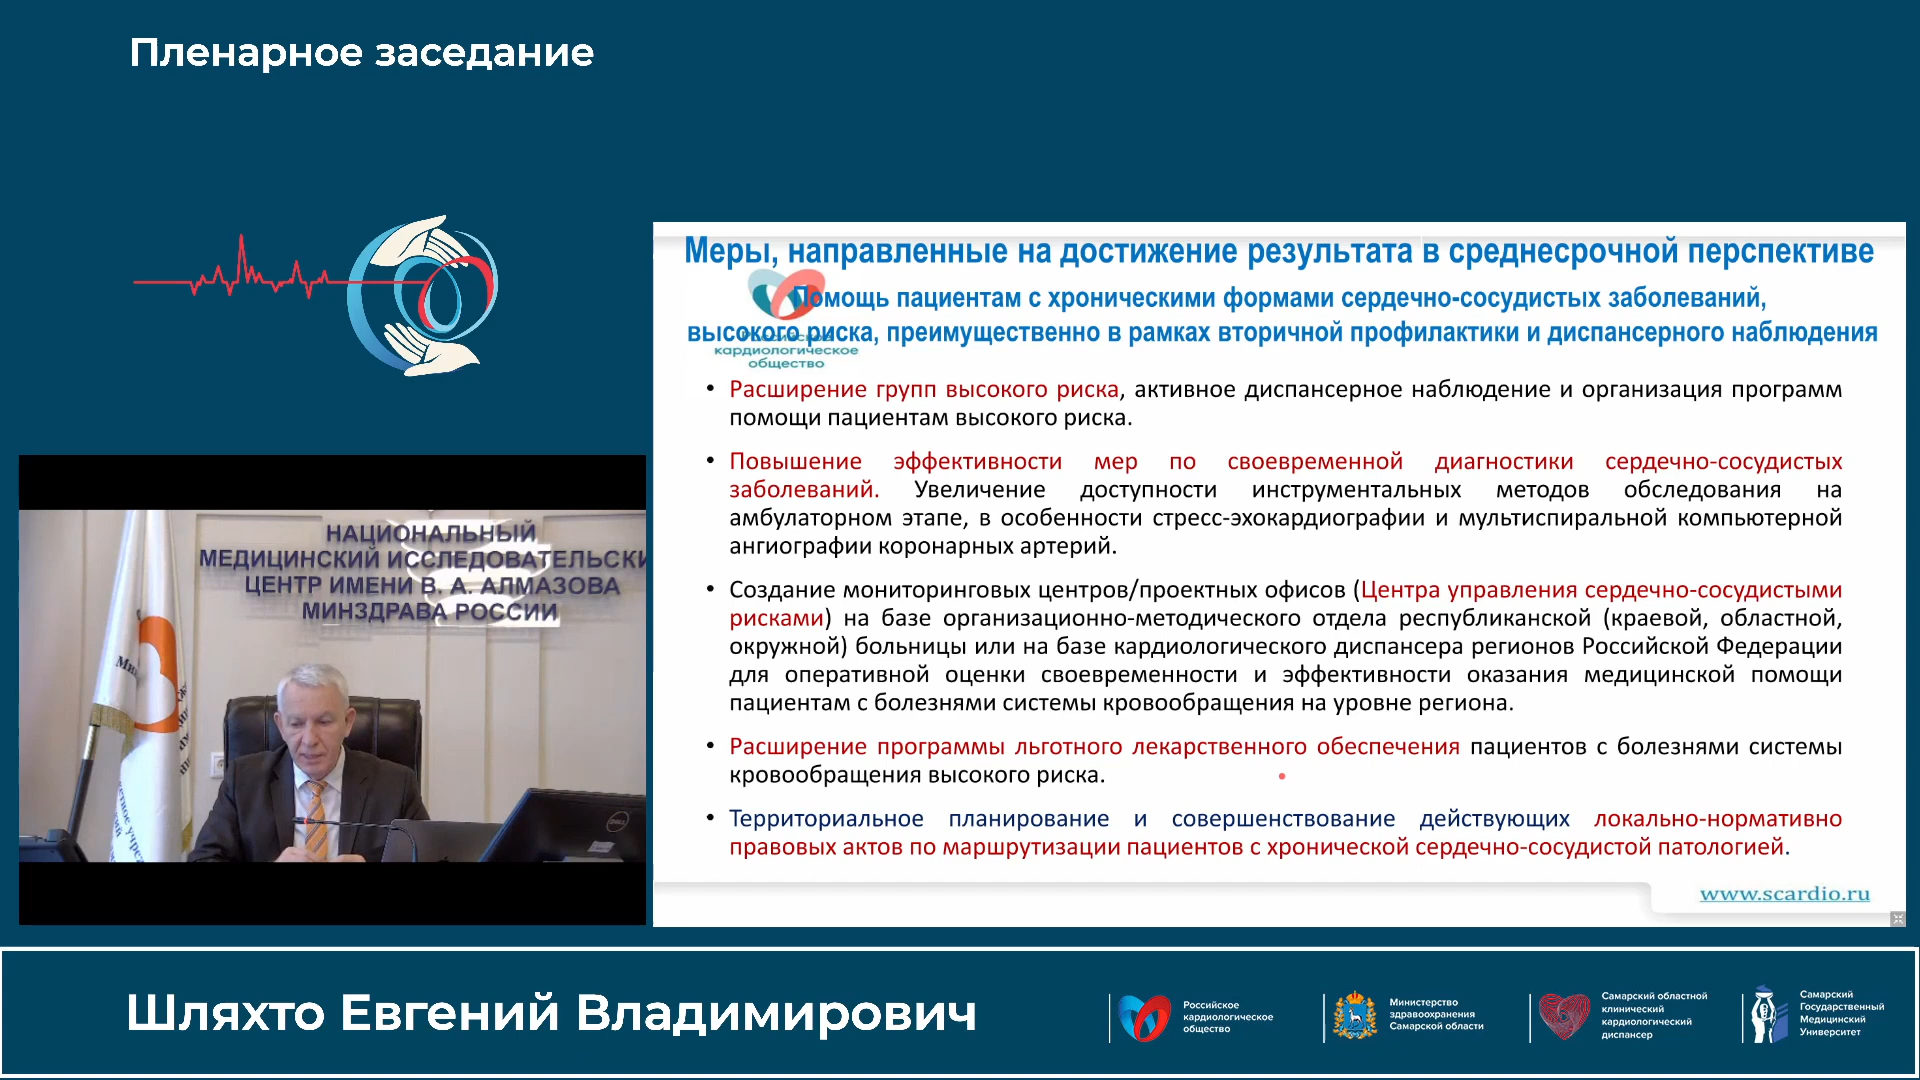 Пленарное заседание
Меры, направленные на достижение результата в среднесрочной перспективе
Помощь пациентам с хроническими формами сердечно-сосудистых заболеваний,
высокого риска, преимущественно в рамках вторичной профилактики и диспансерного наблюдения
Российское
кардиологическое
общество
• Расширение групп высокого риска, активное диспансерное наблюдение и организация программ
помощи пациентам высокого риска.
• Повышение эффективности мер по своевременной диагностики сердечно-сосудистых
заболеваний. Увеличение доступности инструментальных методов обследования на
амбулаторном этапе, в особенности стресс-эхокардиографии и мультиспиральной компьютерной
ангиографии коронарных артерий.
• Создание мониторинговых центров/проектных офисов (Центра управления сердечно-сосудистыми
рисками) на базе организационно-методического отдела республиканской (краевой, областной,
окружной) больницы или на базе кардиологического диспансера регионов Российской Федерации
для оперативной оценки своевременности и эффективности оказания медицинской помощи
пациентам с болезнями системы кровообращения на уровне региона.
• Расширение программы льготного лекарственного обеспечения пациентов с болезнями системы
кровообращения высокого риска.
• Территориальное планирование и совершенствование действующих локально-нормативно
правовых актов по маршрутизации пациентов с хронической сердечно-сосудистой патологией.
www.scardio.ru
НАЦИОНАЛЬНЫЙ
МЕДИЦИНСКИЙ ИССЛЕДОВАТЕЛЬСКИ
ЦЕНТР ИМЕНИ В. А. АЛМАЗОВА
МИНЗДРАВА РОССИИ
DELL
Шляхто Евгений Владимирович
Российское
кардиологическое
общество
Министерство
здравоохранения
Самарской области
Самарский областной
клинический
кардиологический
диспансер
Самарский
Государственный
Медицинский
Университет